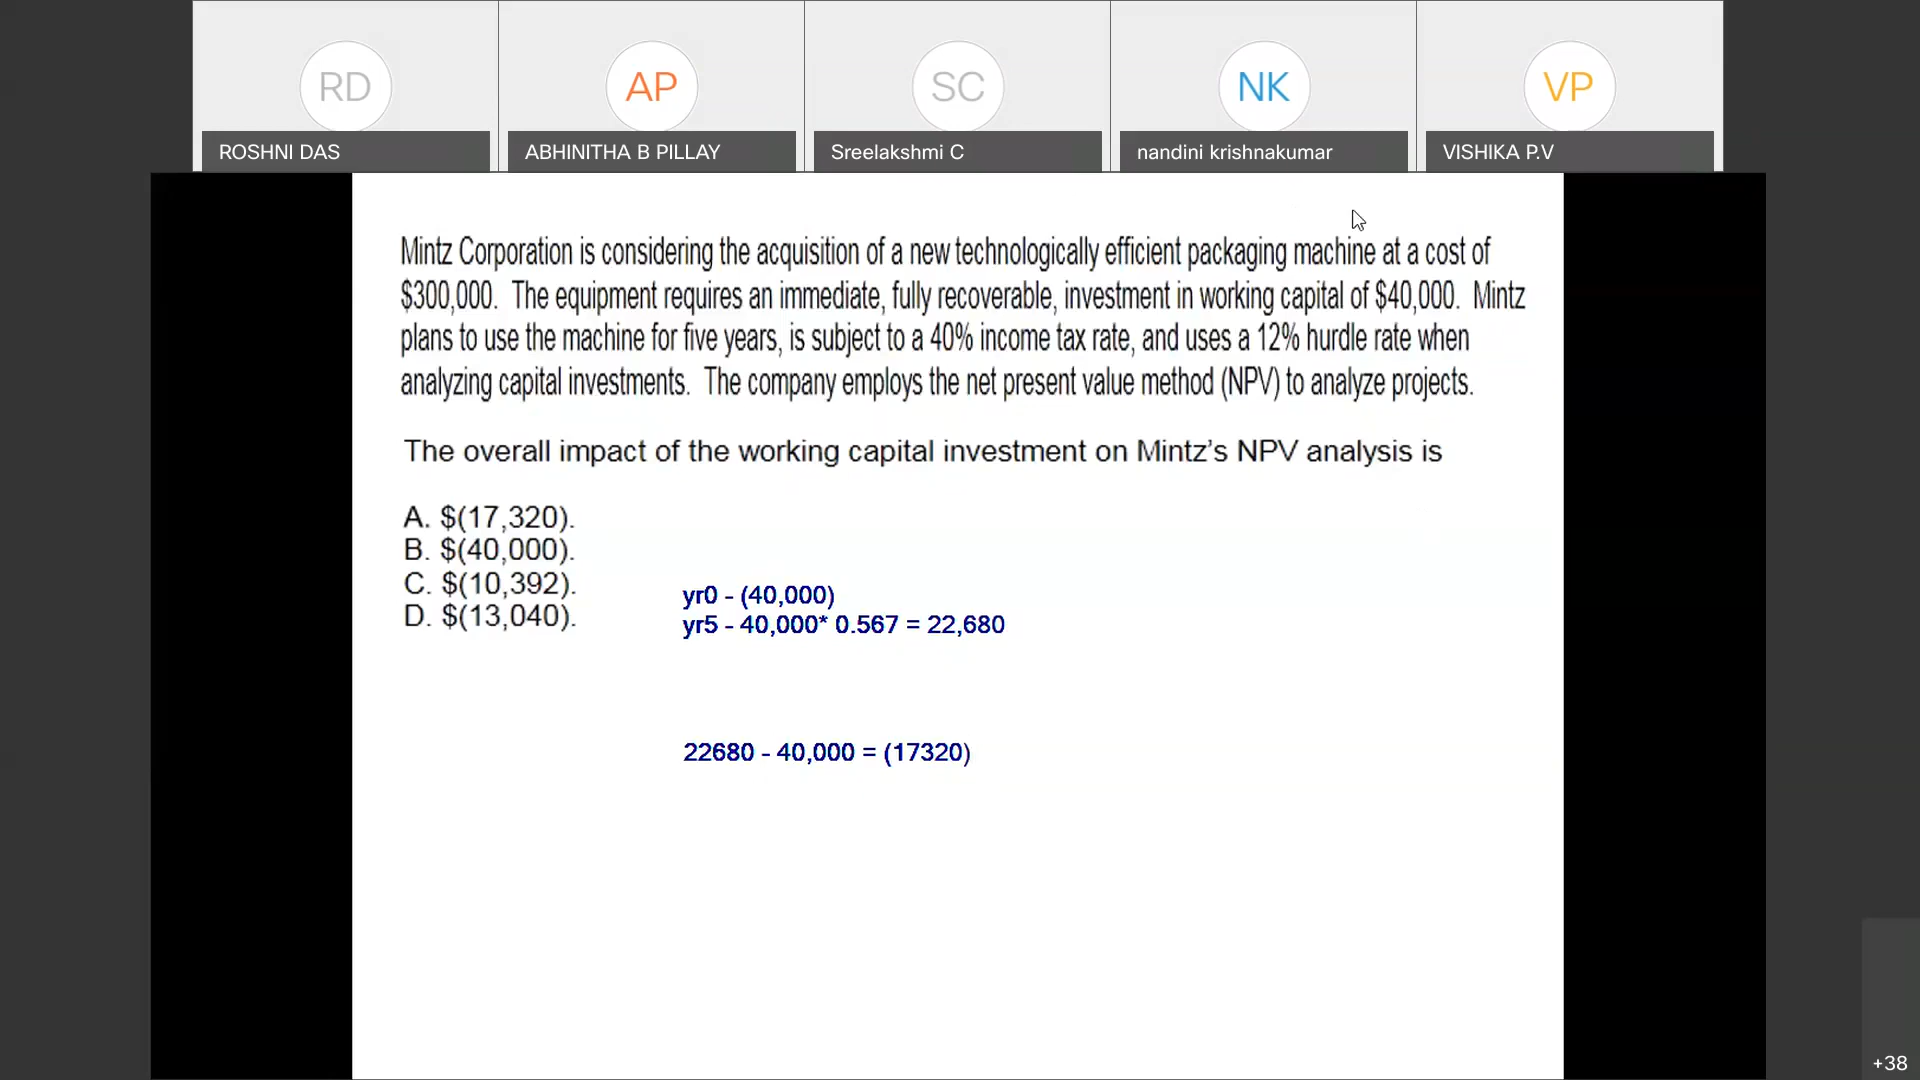 RD
AP
SC
NK
VP
ROSHNI DAS
ABHINITHA B PILLAY
Sreelakshmi C
nandini krishnakumar
VISHIKA P.V
Mintz Corporation is considering the acquisition of a new technologically efficient packaging machine at a cost of
$300,000. The equipment requires an immediate, fully recoverable, investment in working capital of $40,000. Mintz
plans to use the machine for five years, is subject to a 40% income tax rate, and uses a 12% hurdle rate when
analyzing capital investments. The company employs the net present value method (NPV) to analyze projects.
The overall impact of the working capital investment on Mintz’s NPV analysis is
A. $(17,320).
B. $(40,000).
C. $(10,392).
D. $(13,040).
yr0 - (40,000)
yr5 - 40,000* 0.567 = 22,680
22680 - 40,000 = (17320)
+38